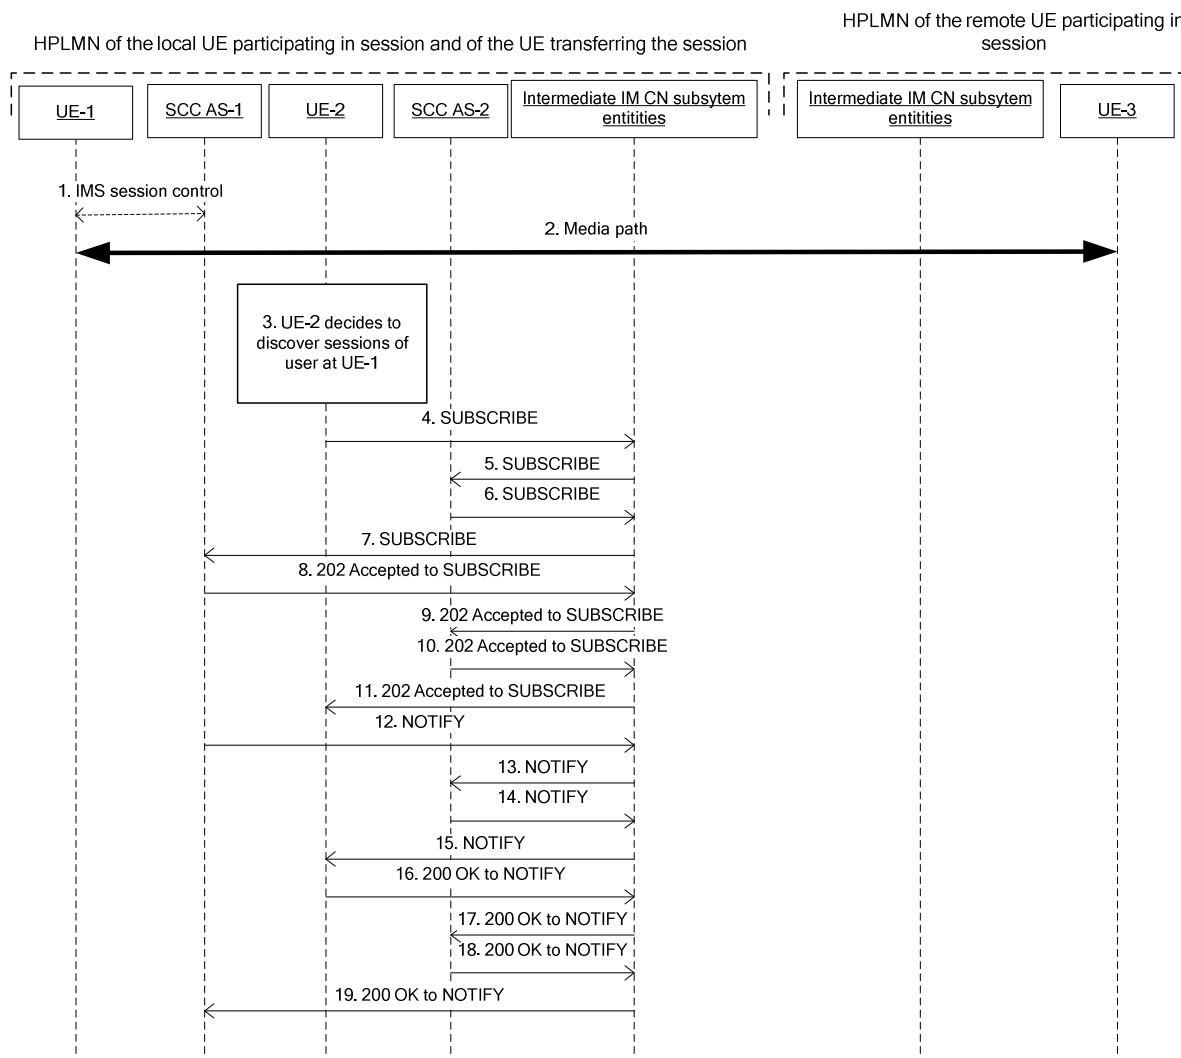 HPLMN of the local UE participating in session and of the UE transferring the session
HPLMN of the remote UE participating in
session
UE-1
SCC AS-1
UE-2
SCC AS-2
Intermediate IM CN subsytem
entitities
Intermediate IM CN subsytem
entitities
UE-3
1. IMS session control
2. Media path
3. UE-2 decides to
discover sessions of
user at UE-1
4. SUBSCRIBE
5. SUBSCRIBE
6. SUBSCRIBE
7. SUBSCRIBE
8. 202 Accepted to SUBSCRIBE
9. 202 Accepted to SUBSCRIBE
10. 202 Accepted to SUBSCRIBE
11. 202 Accepted to SUBSCRIBE
12. NOTIFY
13. NOTIFY
14. NOTIFY
15. NOTIFY
16. 200 OK to NOTIFY
17. 200 OK to NOTIFY
18. 200 OK to NOTIFY
19. 200 OK to NOTIFY